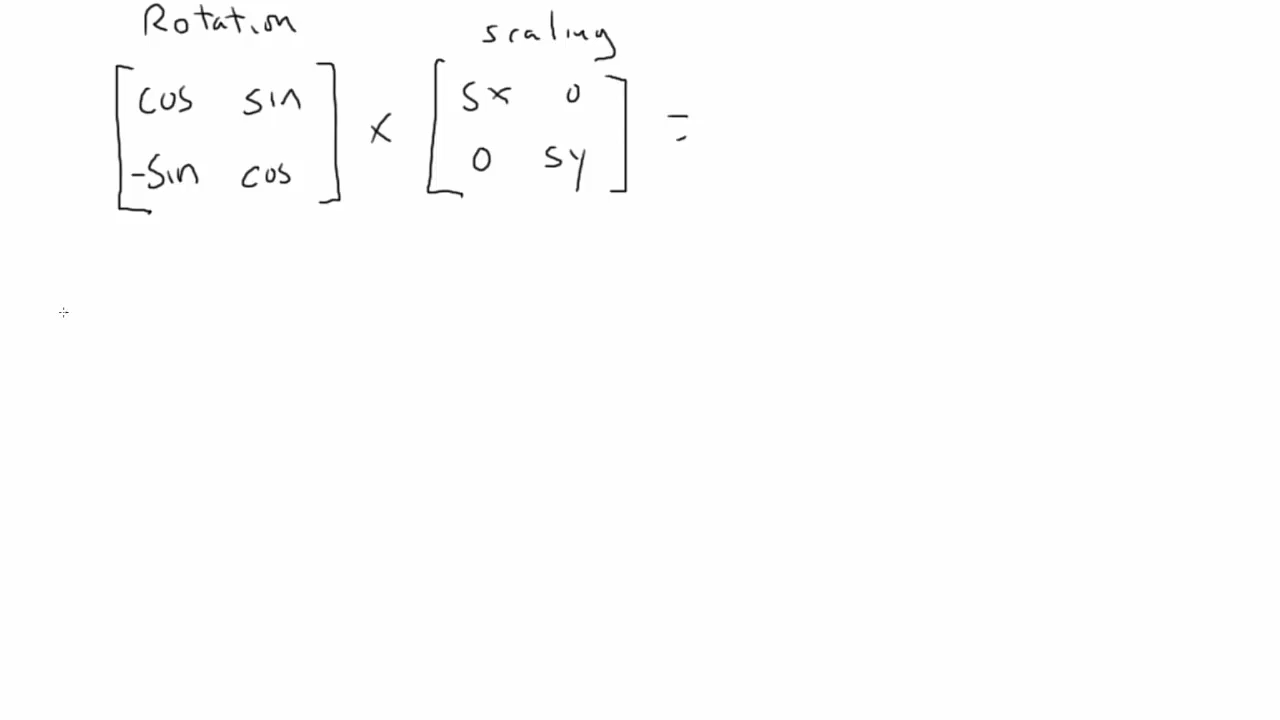 Rotation scaling
[cos sin] × [sx 0] =
[-sin cos] [0 sy]